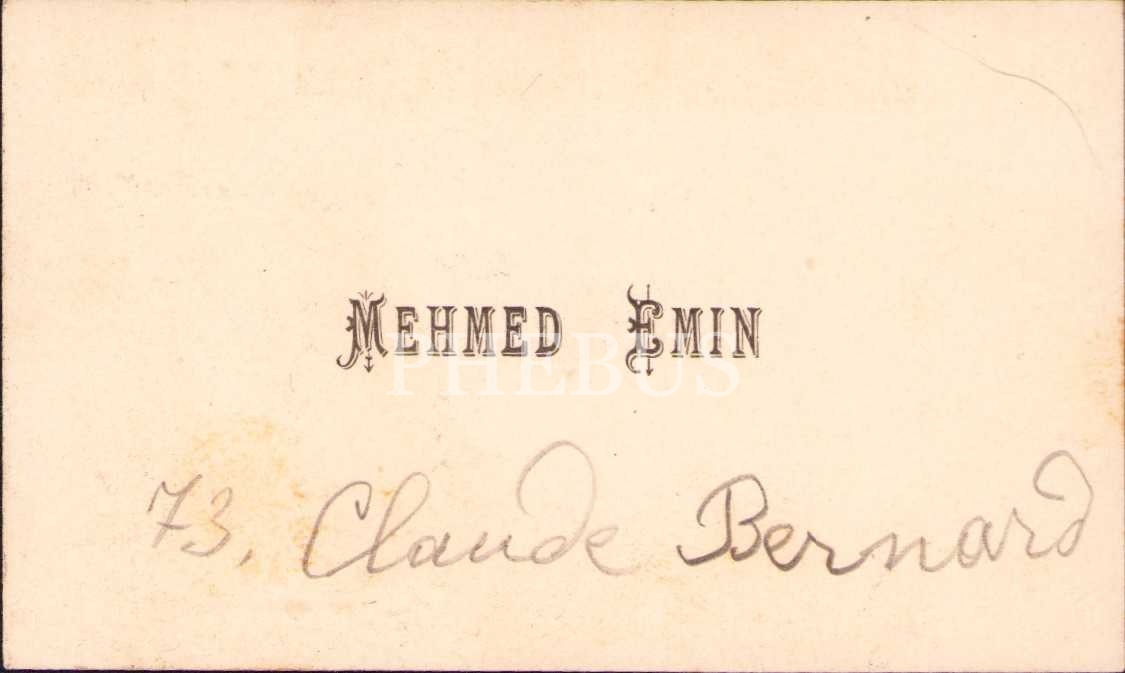 MEHMED EMIN
PHEBUS
73, Claude Bernard